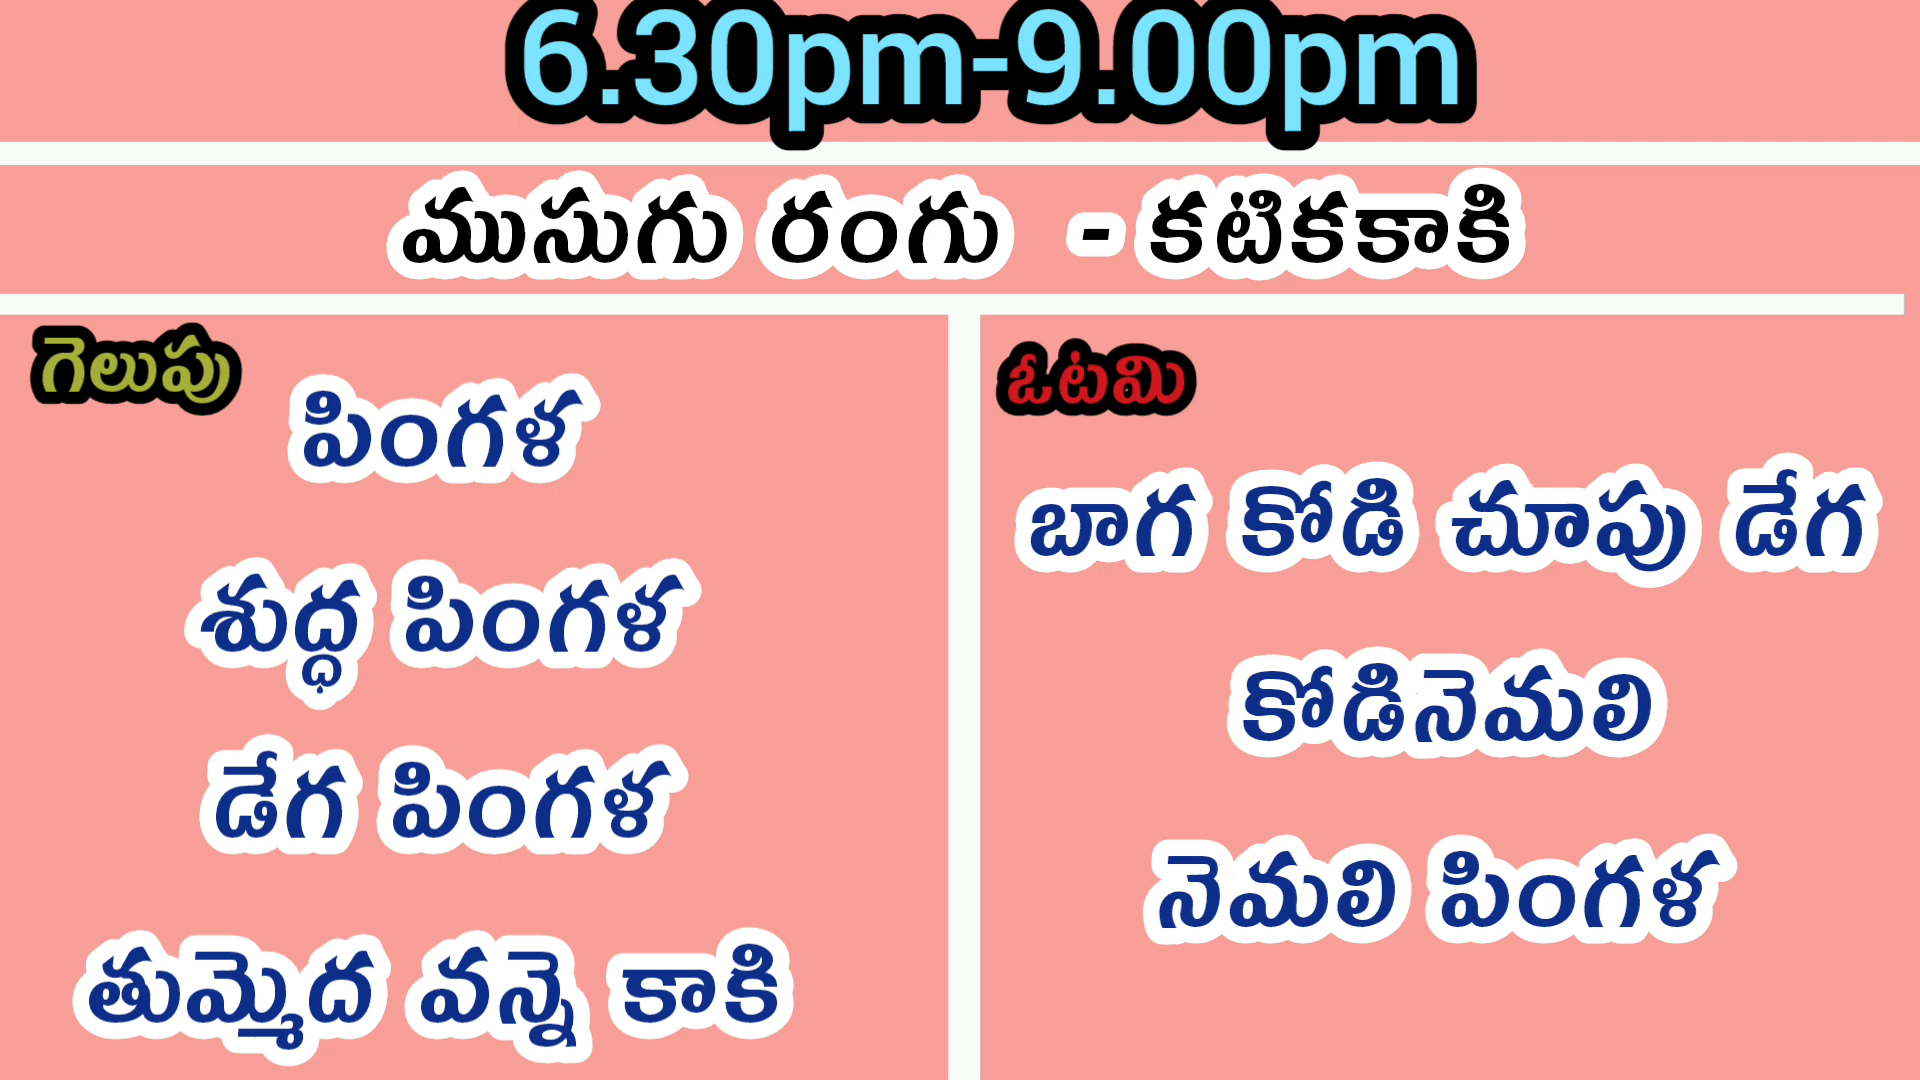 6.30pm-9.00pm
ముసుగు రంగు - కటికకాకి
గెలుపు
పింగళ
శుద్ధ పింగళ
డేగ పింగళ
తుమ్మెద వన్నె కాకి
ఓటమి
బాగ కోడి చూపు డేగ
కోడినెమలి
నెమలి పింగళ